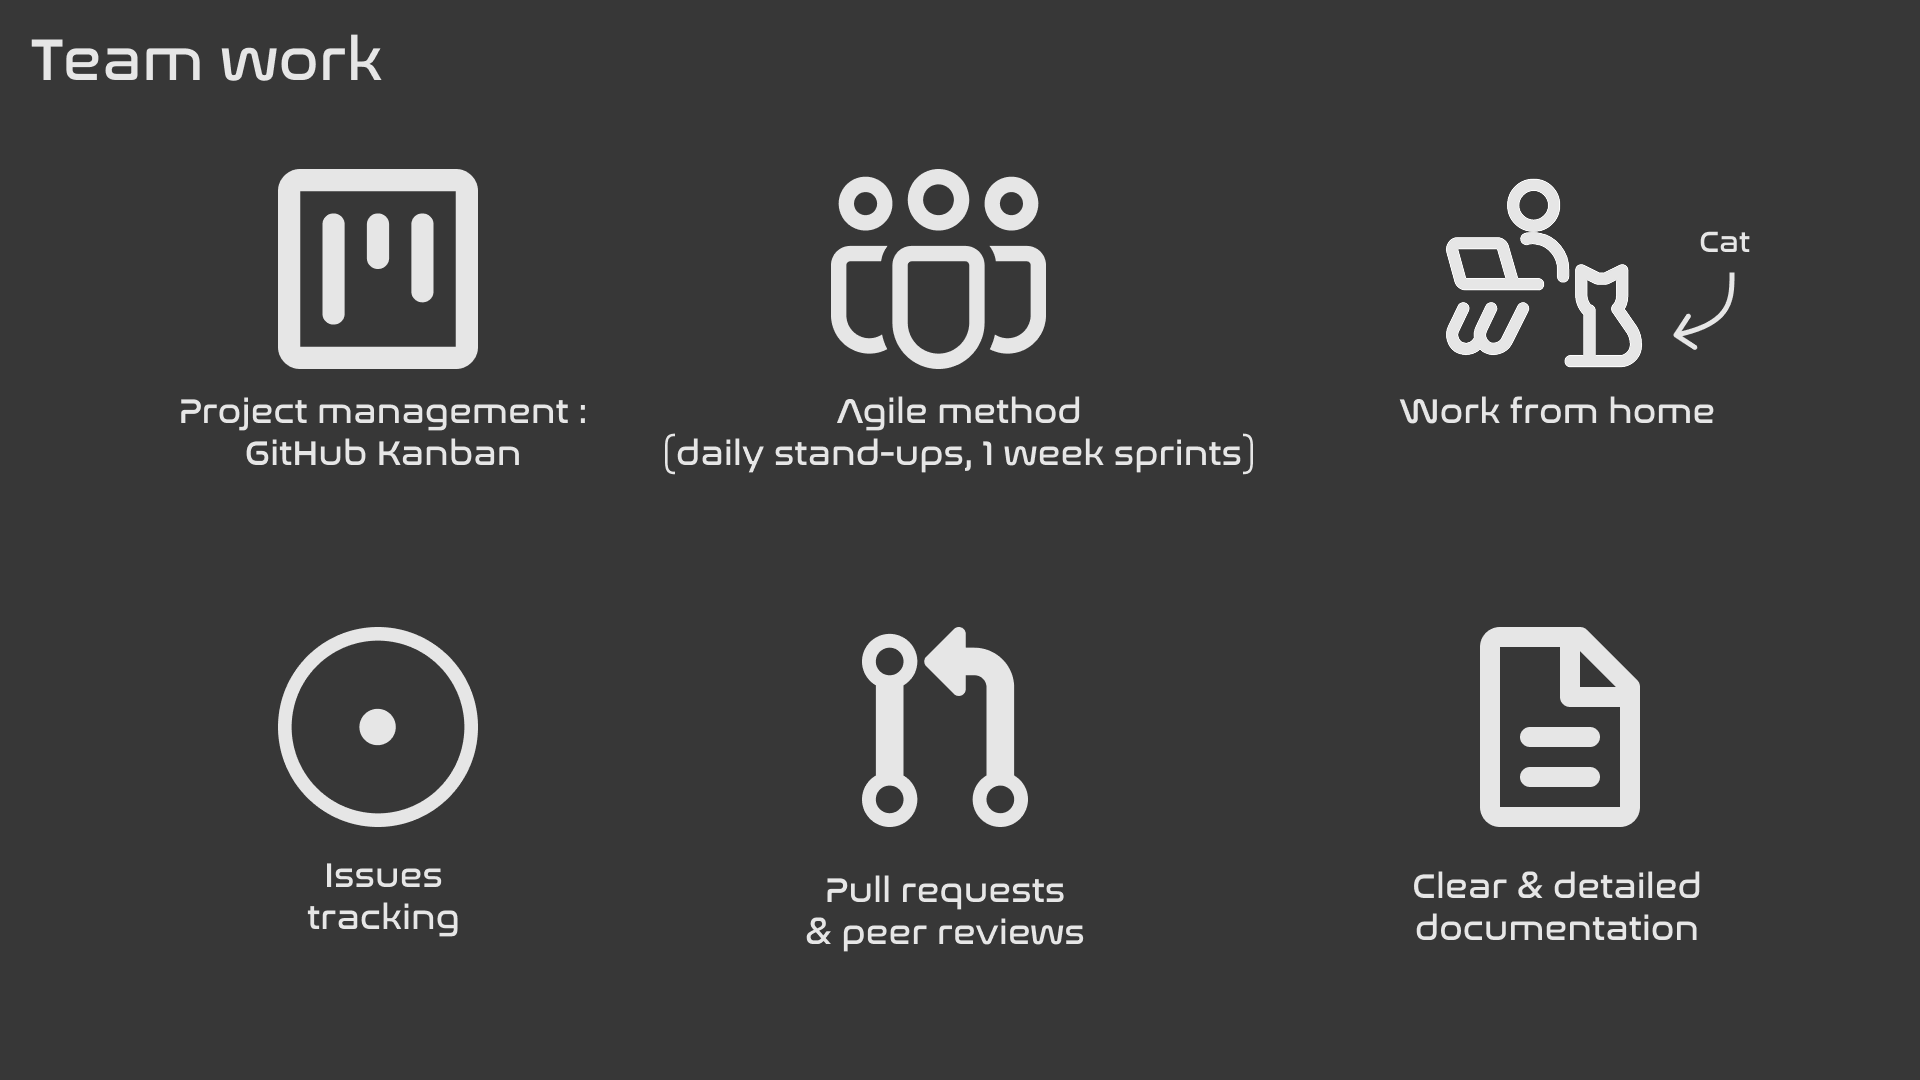 Team work
Project management :
GitHub Kanban
Agile method
(daily stand-ups, 1 week sprints)
Cat
Work from home
Issues
tracking
Pull requests
& peer reviews
Clear & detailed
documentation